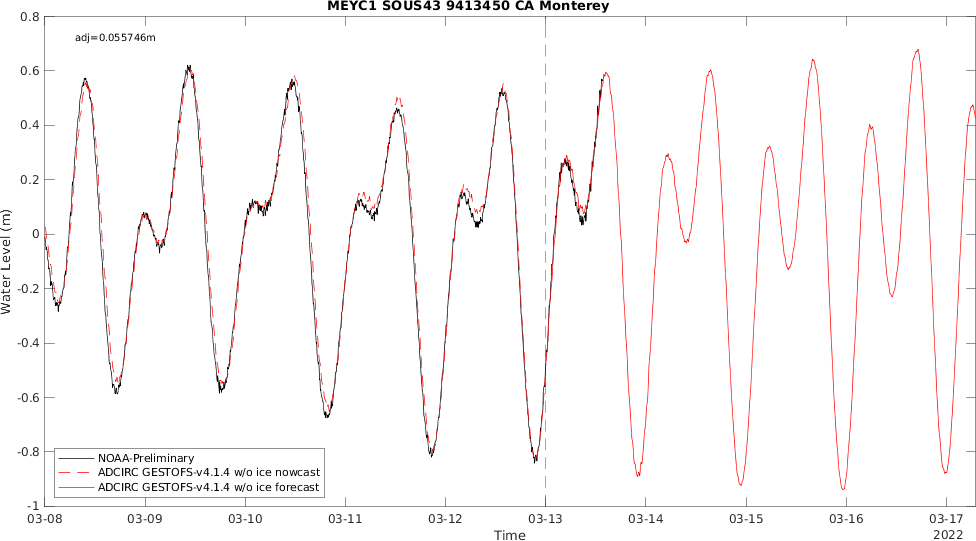 MEYC1 SOUS43 9413450 CA Monterey
adj=0.055746m
Water Level (m)
0.8
0.6
0.4
0.2
0
-0.2
-0.4
-0.6
-0.8
-1
NOAA-Preliminary
ADCIRC GESTOFS-v4.1.4 w/o ice nowcast
ADCIRC GESTOFS-v4.1.4 w/o ice forecast
03-08 03-09 03-10 03-11 03-12 03-13 03-14 03-15 03-16 03-17
Time
2022